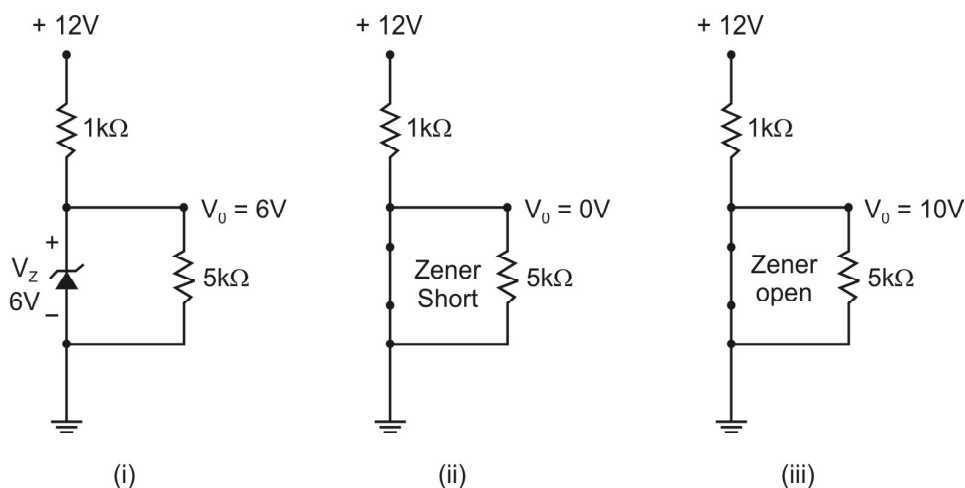 + 12V
1kΩ
V₀ = 6V
+
V_Z
6V
−
5kΩ
(i)
+ 12V
1kΩ
V₀ = 0V
Zener
Short
5kΩ
(ii)
+ 12V
1kΩ
V₀ = 10V
Zener
open
5kΩ
(iii)